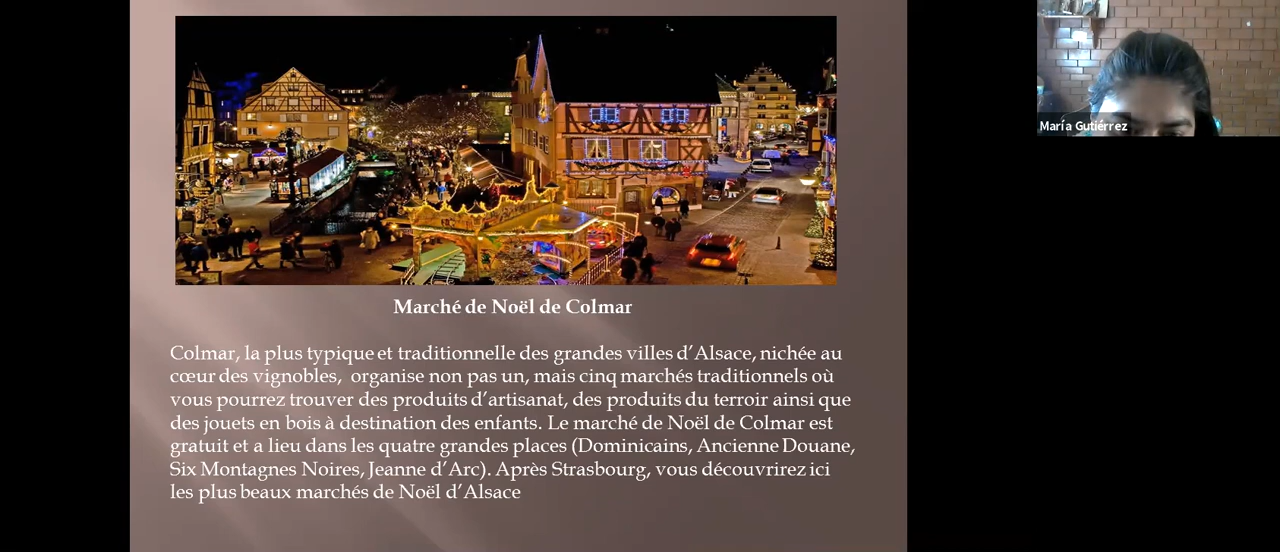 María Gutiérrez
Marché de Noël de Colmar
Colmar, la plus typique et traditionnelle des grandes villes d’Alsace, nichée au
cœur des vignobles, organise non pas un, mais cinq marchés traditionnels où
vous pourrez trouver des produits d’artisanat, des produits du terroir ainsi que
des jouets en bois à destination des enfants. Le marché de Noël de Colmar est
gratuit et a lieu dans les quatre grandes places (Dominicains, Ancienne Douane,
Six Montagnes Noires, Jeanne d’Arc). Après Strasbourg, vous découvrirez ici
les plus beaux marchés de Noël d’Alsace